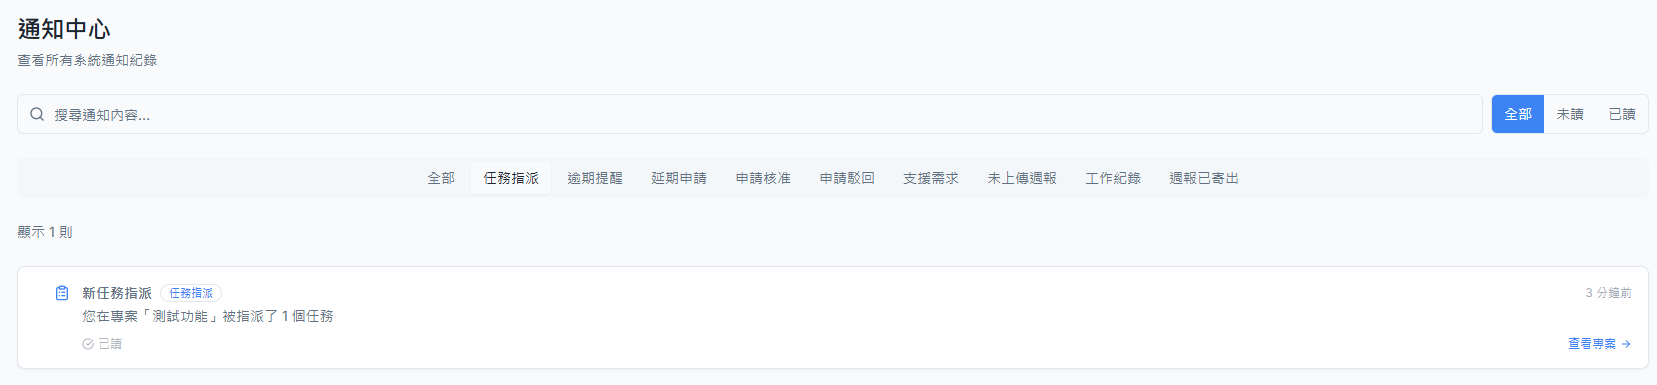 通知中心
查看所有系統通知紀錄
搜尋通知內容...
全部 未讀 已讀
全部 任務指派 逾期提醒 延期申請 申請核准 申請駁回 支援需求 未上傳週報 工作紀錄 週報已寄出
顯示 1 則
新任務指派 任務指派 3 分鐘前
您在專案「測試功能」被指派了 1 個任務
已讀 查看專案 →